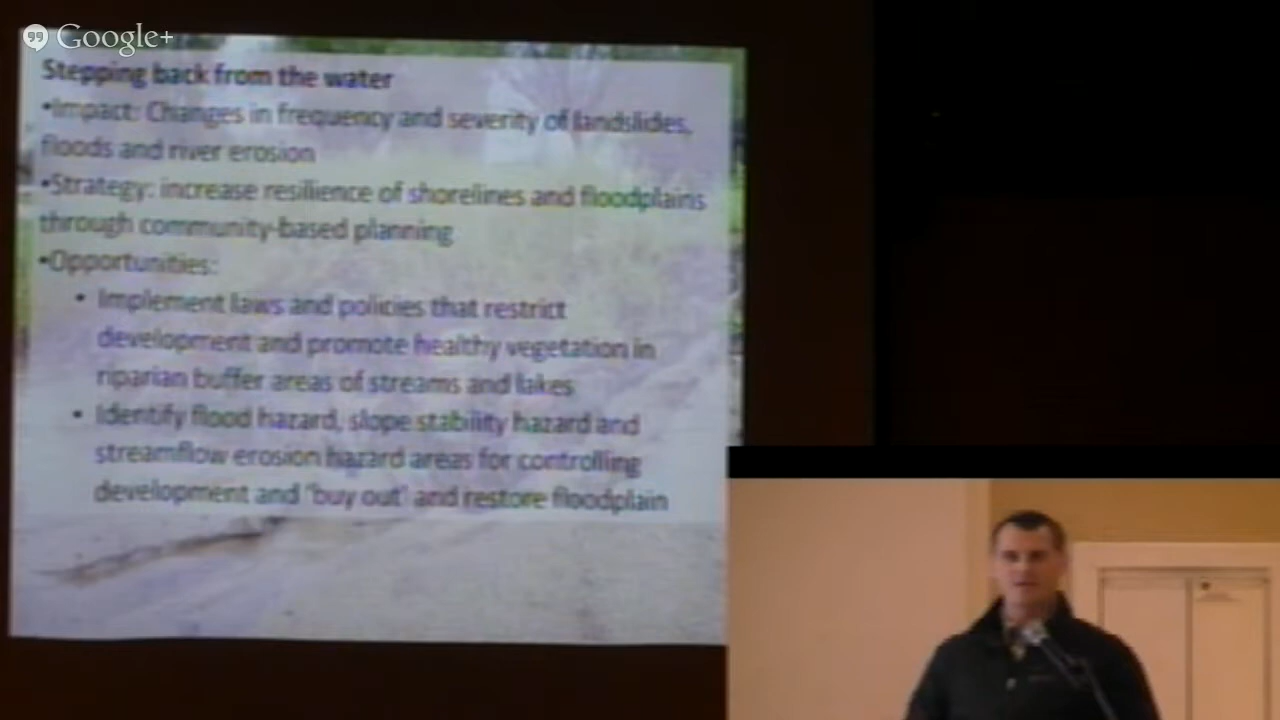 Google+
Stepping back from the water
•Impact: Changes in frequency and severity of landslides,
floods and river erosion
•Strategy: increase resilience of shorelines and floodplains
through community-based planning
•Opportunities:
• Implement laws and policies that restrict
development and promote healthy vegetation in
riparian buffer areas of streams and lakes
• Identify flood hazard, slope stability hazard and
streamflow erosion hazard areas for controlling
development and 'buy out' and restore floodplain